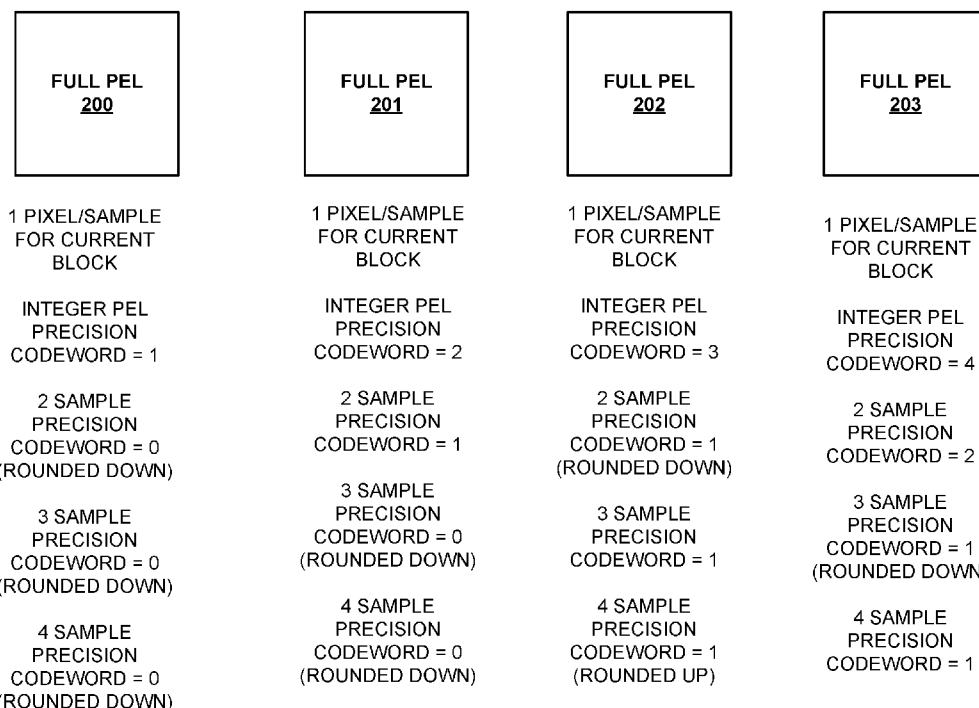 FULL PEL
200
1 PIXEL/SAMPLE
FOR CURRENT
BLOCK
INTEGER PEL
PRECISION
CODEWORD = 1
2 SAMPLE
PRECISION
CODEWORD = 0
(ROUNDED DOWN)
3 SAMPLE
PRECISION
CODEWORD = 0
(ROUNDED DOWN)
4 SAMPLE
PRECISION
CODEWORD = 0
(ROUNDED DOWN)
FULL PEL
201
1 PIXEL/SAMPLE
FOR CURRENT
BLOCK
INTEGER PEL
PRECISION
CODEWORD = 2
2 SAMPLE
PRECISION
CODEWORD = 1
3 SAMPLE
PRECISION
CODEWORD = 0
(ROUNDED DOWN)
4 SAMPLE
PRECISION
CODEWORD = 0
(ROUNDED DOWN)
FULL PEL
202
1 PIXEL/SAMPLE
FOR CURRENT
BLOCK
INTEGER PEL
PRECISION
CODEWORD = 3
2 SAMPLE
PRECISION
CODEWORD = 1
(ROUNDED DOWN)
3 SAMPLE
PRECISION
CODEWORD = 1
4 SAMPLE
PRECISION
CODEWORD = 1
(ROUNDED UP)
FULL PEL
203
1 PIXEL/SAMPLE
FOR CURRENT
BLOCK
INTEGER PEL
PRECISION
CODEWORD = 4
2 SAMPLE
PRECISION
CODEWORD = 2
3 SAMPLE
PRECISION
CODEWORD = 1
(ROUNDED DOWN
4 SAMPLE
PRECISION
CODEWORD = 1